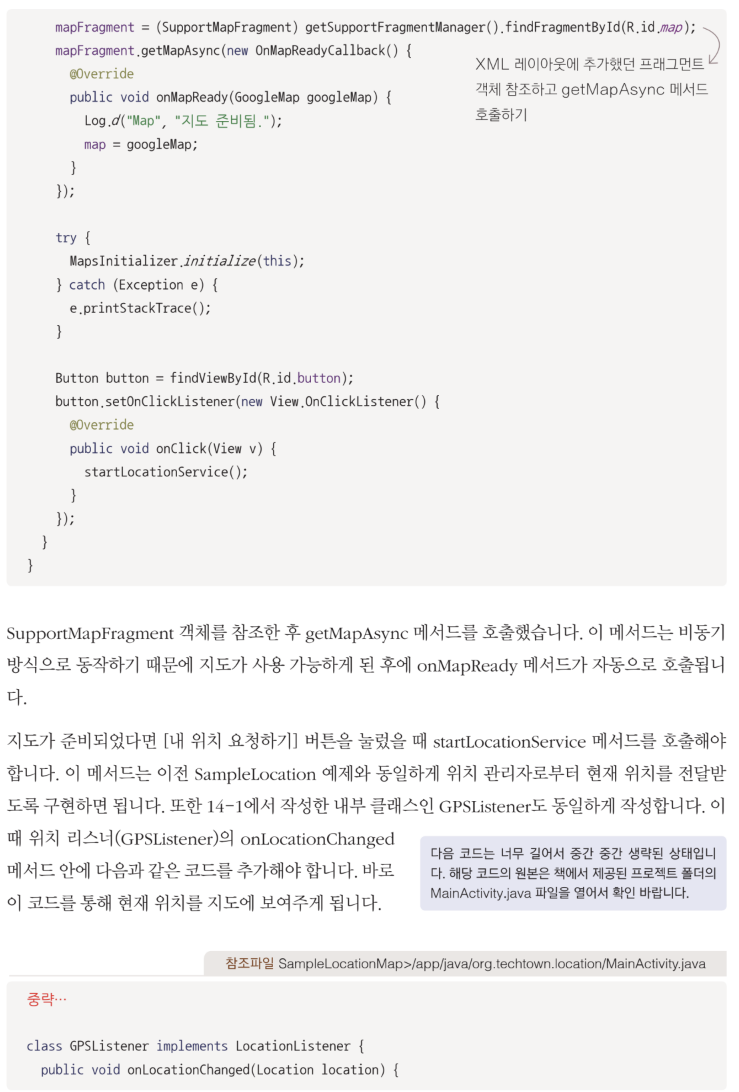 mapFragment = (SupportMapFragment) getSupportFragmentManager().findFragmentById(R.id.map);
mapFragment.getMapAsync(new OnMapReadyCallback() {
@Override
public void onMapReady(GoogleMap googleMap) {
Log.d("Map", "지도 준비됨.");
map = googleMap;
}
});
XML 레이아웃에 추가했던 프래그먼트
객체 참조하고 getMapAsync 메서드
호출하기
try {
MapsInitializer.initialize(this);
} catch (Exception e) {
e.printStackTrace();
}
Button button = findViewById(R.id.button);
button.setOnClickListener(new View.OnClickListener() {
@Override
public void onClick(View v) {
startLocationService();
}
});
}
}
SupportMapFragment 객체를 참조한 후 getMapAsync 메서드를 호출했습니다. 이 메서드는 비동기
방식으로 동작하기 때문에 지도가 사용 가능하게 된 후에 onMapReady 메서드가 자동으로 호출됩니
다.
지도가 준비되었다면 [내 위치 요청하기] 버튼을 눌렀을 때 startLocationService 메서드를 호출해야
합니다. 이 메서드는 이전 SampleLocation 예제와 동일하게 위치 관리자로부터 현재 위치를 전달받
도록 구현하면 됩니다. 또한 14-1에서 작성한 내부 클래스인 GPSListener도 동일하게 작성합니다. 이
때 위치 리스너(GPSListener)의 onLocationChanged
메서드 안에 다음과 같은 코드를 추가해야 합니다. 바로
이 코드를 통해 현재 위치를 지도에 보여주게 됩니다.
다음 코드는 너무 길어서 중간 중간 생략된 상태입니
다. 해당 코드의 원본은 책에서 제공된 프로젝트 폴더의
MainActivity.java 파일을 열어서 확인 바랍니다.
참조파일 SampleLocationMap>/app/java/org.techtown.location/MainActivity.java
중략…
class GPSListener implements LocationListener {
public void onLocationChanged(Location location) {